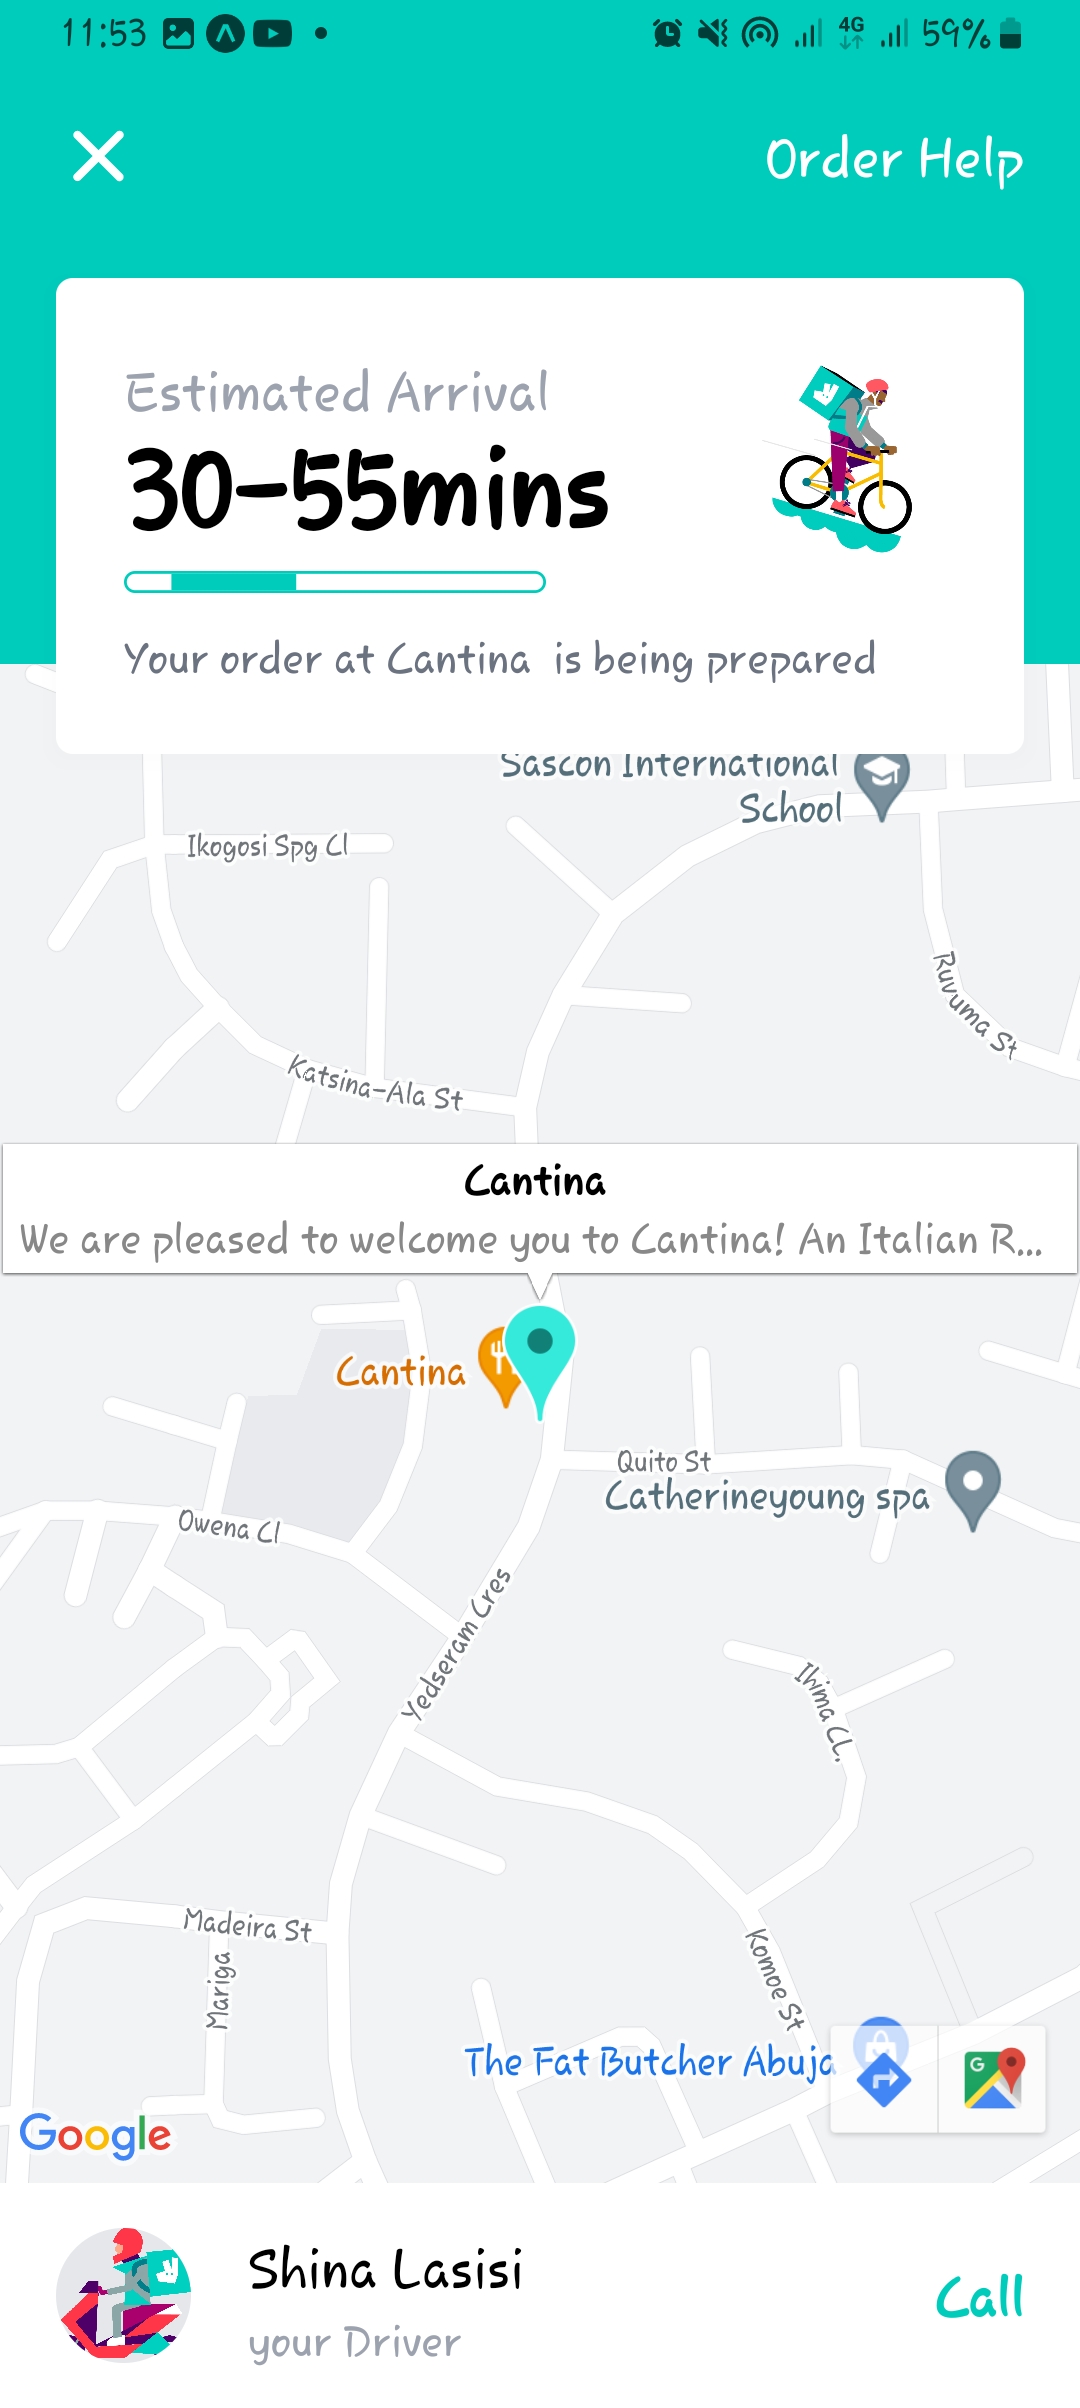 11:53
4G
59%
Order Help
Estimated Arrival
30-55mins
Your order at Cantina is being prepared
Sascon International
School
Ikogosi Spg Cl
Ruvuma St
Katsina-Ala St
Cantina
We are pleased to welcome you to Cantina! An Italian R...
Cantina
Quito St
Catherineyoung spa
Owena Cl
Yedseram Cres
Ihima Cl.
Madeira St
Mariga
Komoe St
The Fat Butcher Abuja
G
Google
Shina Lasisi
Call
your Driver